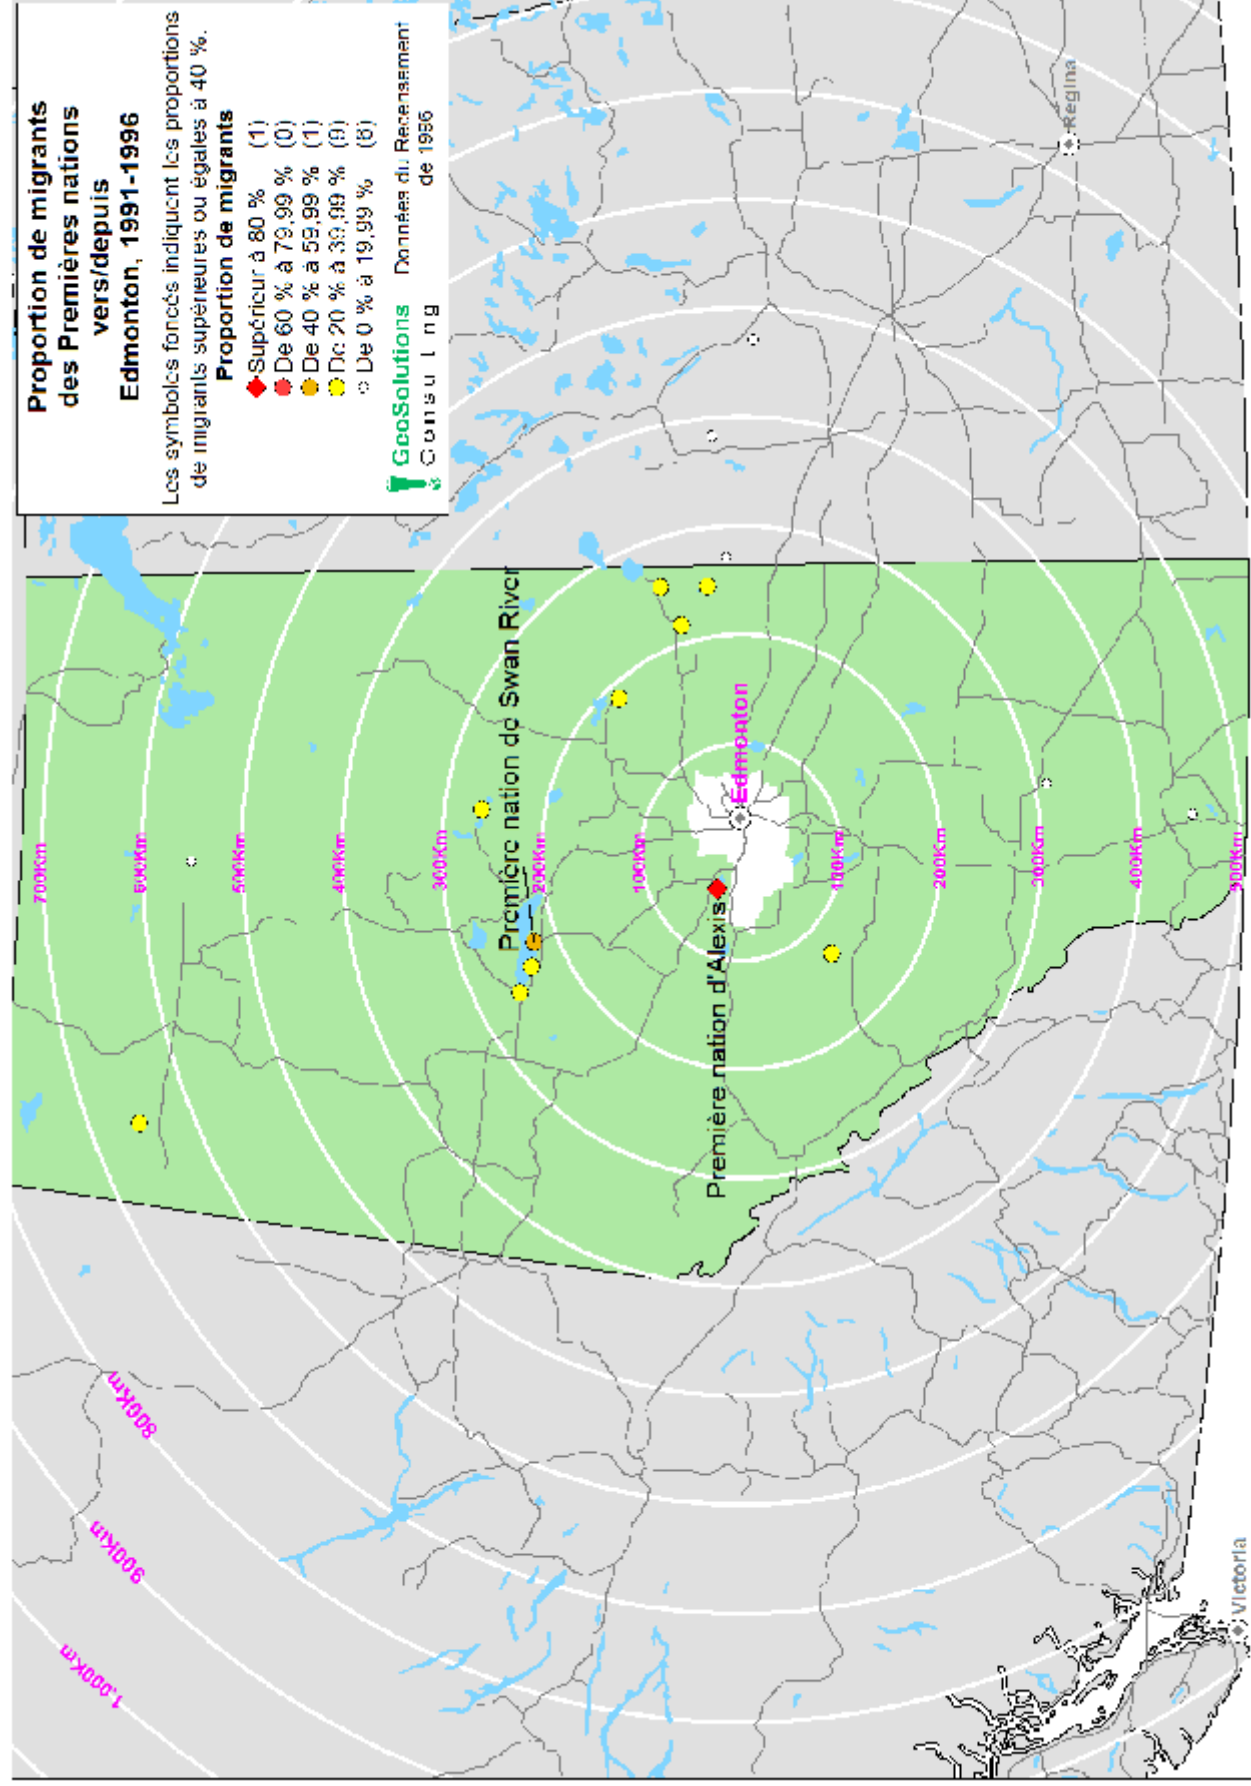 Proportion de migrants
des Premières nations
vers/depuis
Edmonton, 1991-1996
Les symboles foncés indiquent les proportions
de migrants supérieures ou égales à 40 %.
Proportion de migrants
Supérieur à 80 % (1)
De 60 % à 79,99 % (0)
De 40 % à 59,99 % (1)
De 20 % à 39,99 % (9)
De 0 % à 19,99 % (6)
GeoSolutions
Consulting
Données du Recensement
de 1996
700Km
600Km
500Km
400Km
300Km
200Km
100Km
100Km
200Km
300Km
400Km
500Km
800Km
900Km
1,000Km
Première nation de Swan River
Première nation d'Alexis
Edmonton
Regina
Victoria